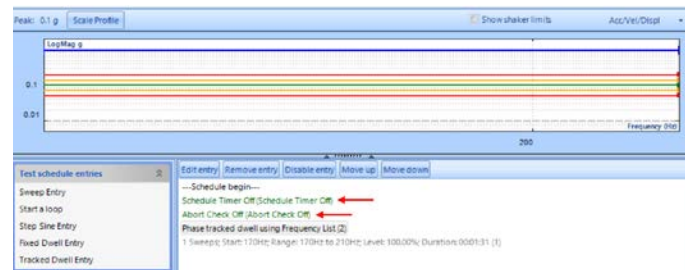 Peak: 0.1 g Scale Profile Show shaker limits Acc/Vel/Displ
LogMag g
0.1
0.01
Frequency (Hz)
200
Test schedule entries Edit entry Remove entry Disable entry Move up Move down
Sweep Entry
Start a loop
Step Sine Entry
Fixed Dwell Entry
Tracked Dwell Entry
---Schedule begin---
Schedule Timer Off (Schedule Timer Off)
Abort Check Off (Abort Check Off)
Phase tracked dwell using Frequency List (2)
1 Sweeps; Start: 170Hz; Range: 170Hz to 210Hz; Level: 100.00%; Duration: 00:01:31 (1)